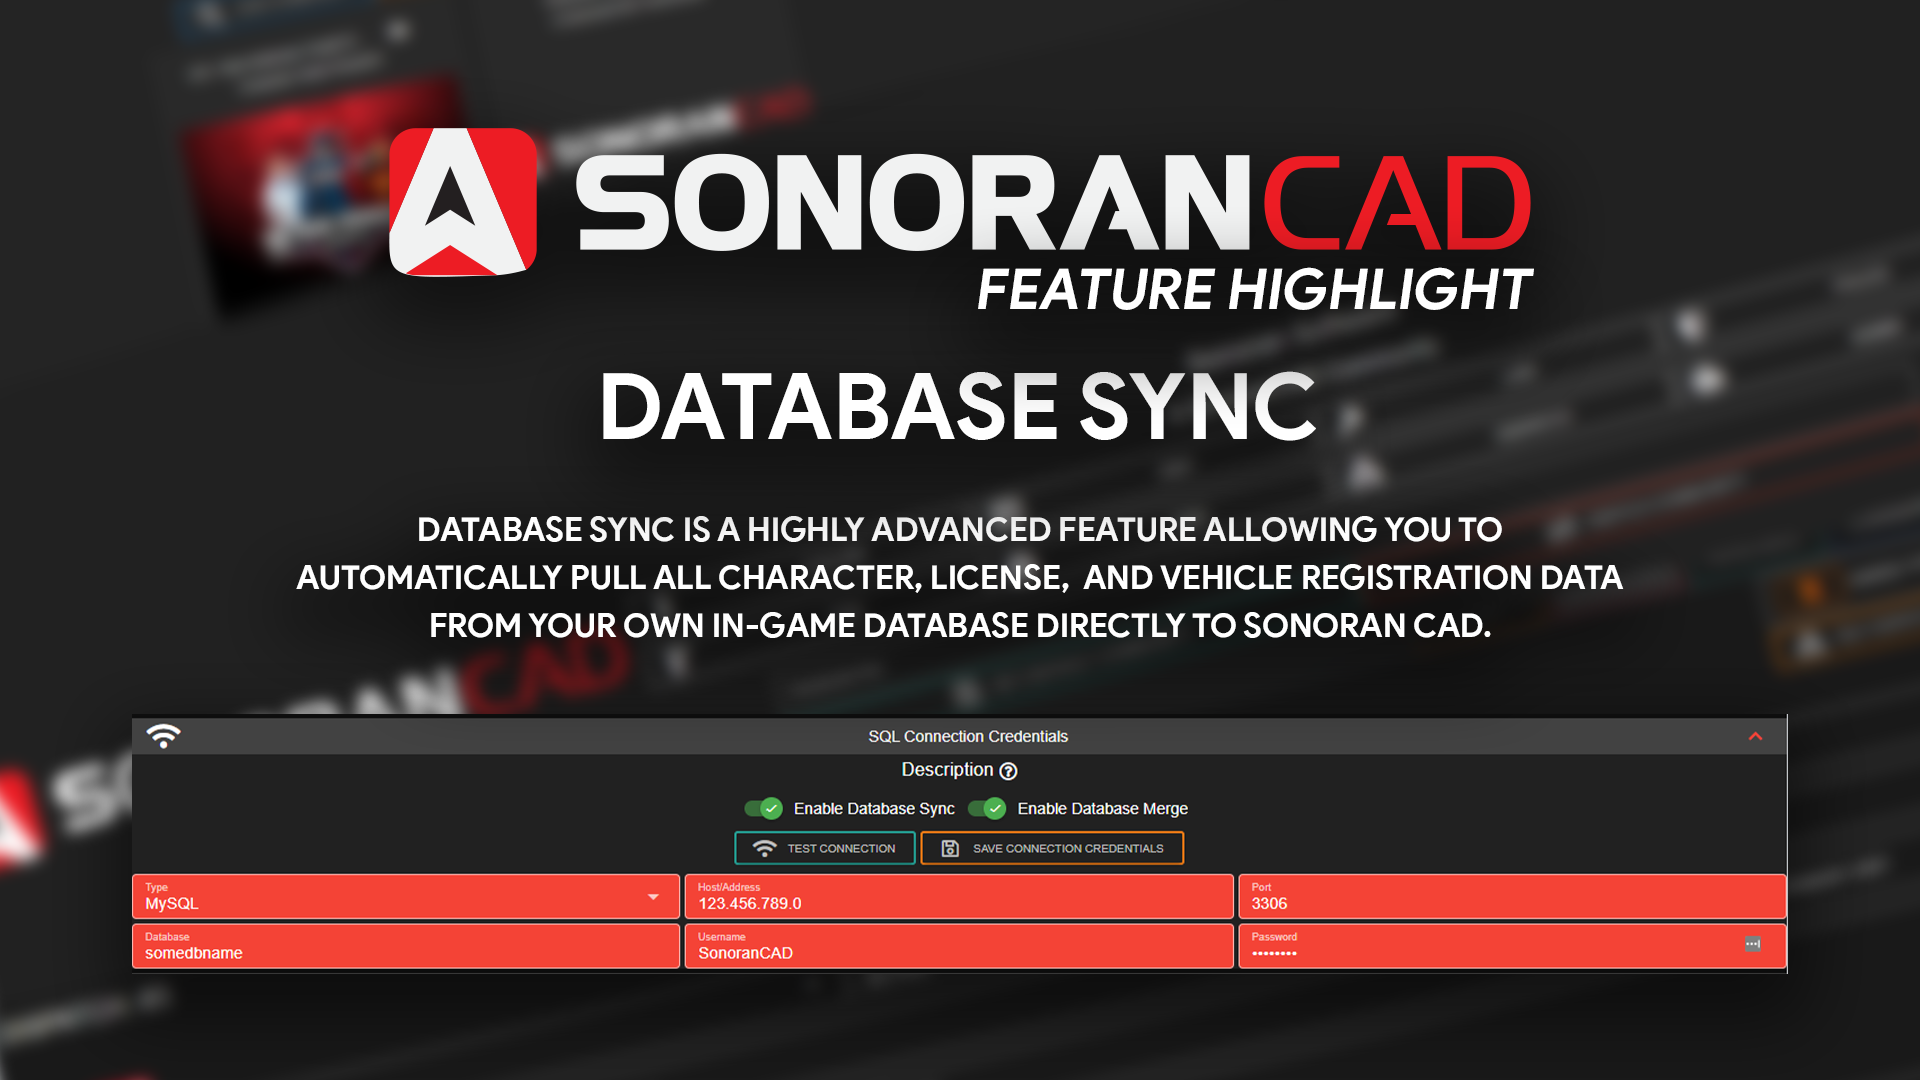 SONORANCAD
FEATURE HIGHLIGHT
DATABASE SYNC
DATABASE SYNC IS A HIGHLY ADVANCED FEATURE ALLOWING YOU TO
AUTOMATICALLY PULL ALL CHARACTER, LICENSE, AND VEHICLE REGISTRATION DATA
FROM YOUR OWN IN-GAME DATABASE DIRECTLY TO SONORAN CAD.
SQL Connection Credentials
Description
Enable Database Sync Enable Database Merge
TEST CONNECTION SAVE CONNECTION CREDENTIALS
Type Host/Address Port
MySQL 123.456.789.0 3306
Database Username Password
somedbname SonoranCAD ••••••••